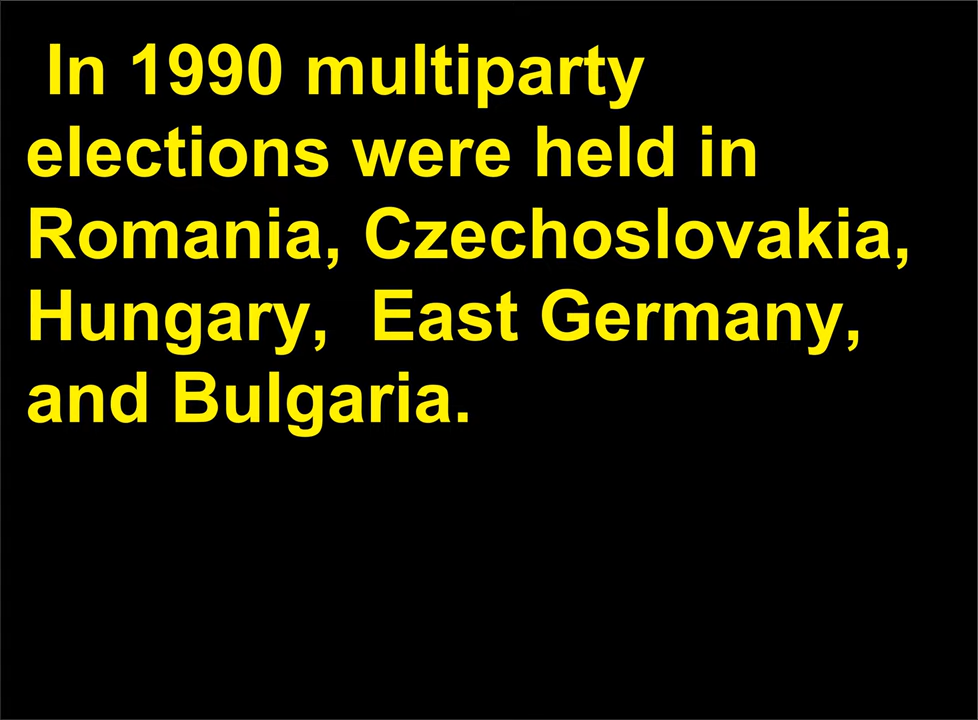 In 1990 multiparty
elections were held in
Romania, Czechoslovakia,
Hungary,  East Germany,
and Bulgaria.